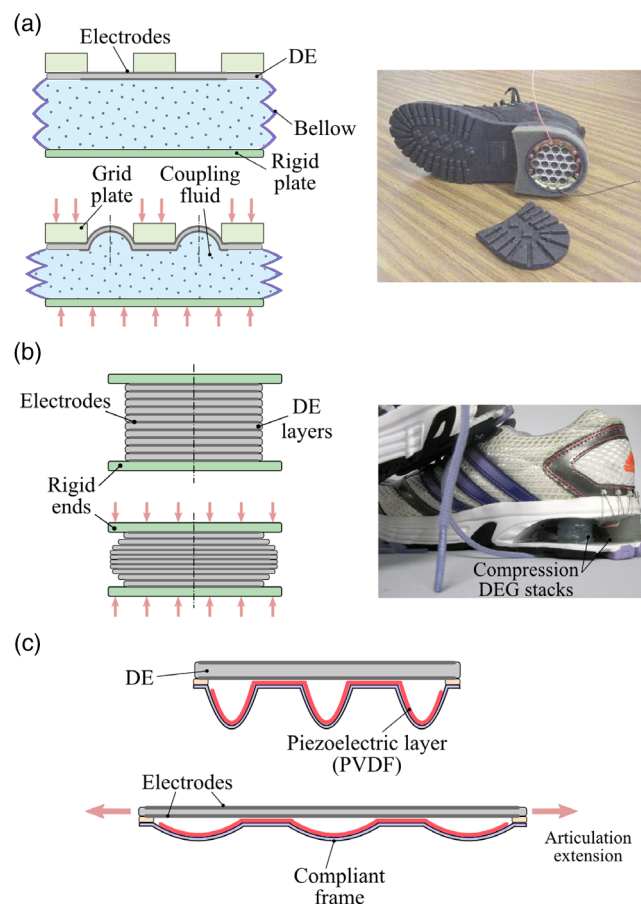 (a)
Electrodes
DE
Bellow
Rigid
plate
Grid
plate
Coupling
fluid
(b)
Electrodes
DE
layers
Rigid
ends
Compression
DEG stacks
(c)
DE
Piezoelectric layer
(PVDF)
Electrodes
Articulation
extension
Compliant
frame